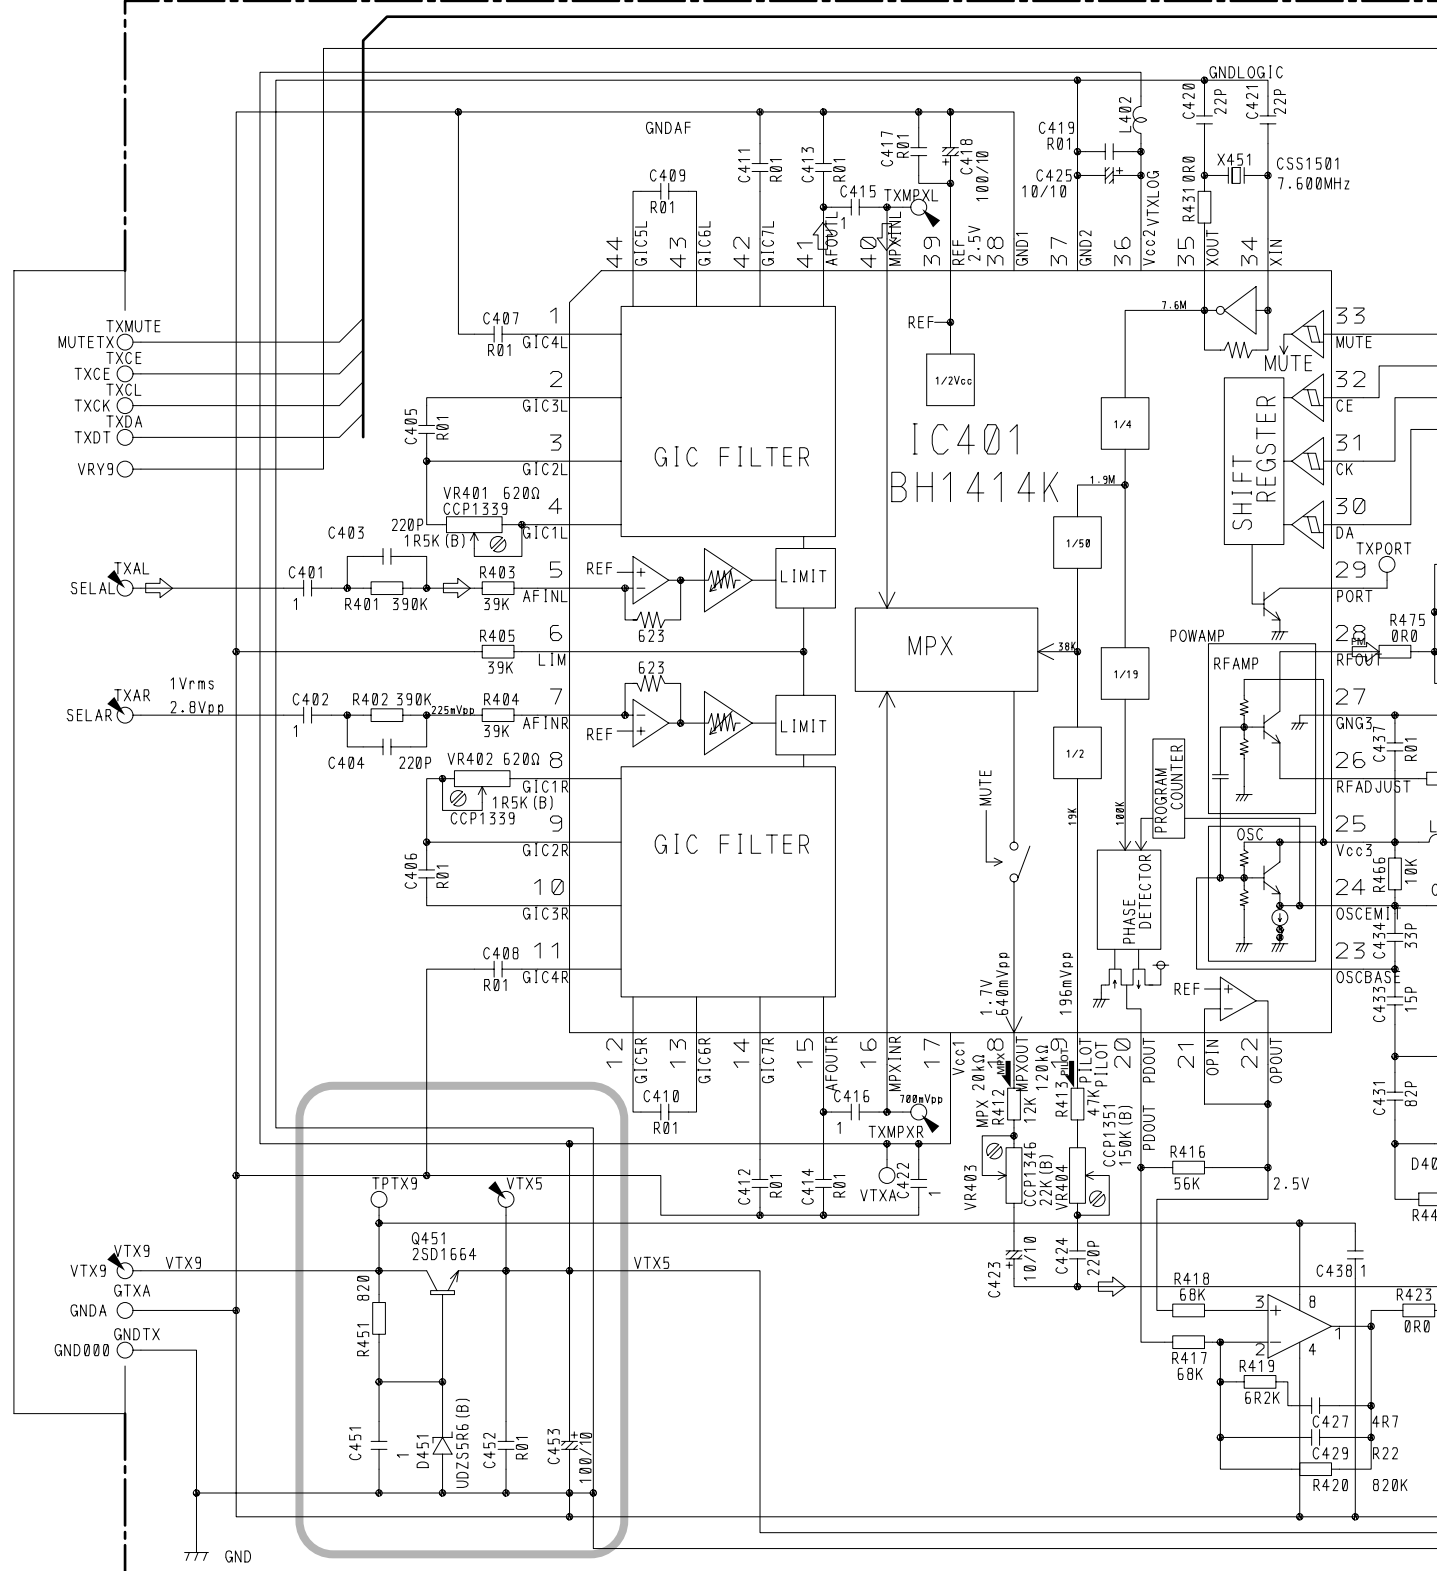 GNDLOGIC
C420
22P
C421
22P
L402
C419
R01
C425
10/10
VTXLOG
X451
CSS1501
7.600MHz
R431 0R0
GNDAF
C409
R01
C411
R01
C413
R01
C415
1
C417
R01
C418
100/10
TXMPXL
44
GIC5L
43
GIC6L
42
GIC7L
41
AFOUTL
40
MPXINL
39
REF
2.5V
38
GND1
37
GND2
36
Vcc2
35
XOUT
34
XIN
TXMUTE
MUTETX
TXCE
TXCE
TXCL
TXCK
TXDA
TXDT
VRY9
C407
R01
1
GIC4L
2
GIC3L
3
GIC2L
4
GIC1L
C405
R01
VR401 620Ω
CCP1339
1R5K(B)
GIC FILTER
REF
1/2Vcc
IC401
BH1414K
7.6M
1/4
1.9M
1/50
MUTE
33
MUTE
32
CE
31
CK
30
DA
SHIFT
REGSTER
TXPORT
29
PORT
C403
220P
TXAL
SELAL
C401
1
R401 390K
R403
39K
5
AFINL
REF
623
LIMIT
R405
39K
6
LIM
623
MPX
38K
1/19
1/2
POWAMP
RFAMP
28
RFOUT
FM
R475
0R0
27
GNG3
C437
R01
26
RFADJUST
TXAR
SELAR
1Vrms
2.8Vpp
C402
1
R402 390K
225mVpp
R404
39K
7
AFINR
REF
LIMIT
C404
220P
VR402 620Ω
1R5K(B)
CCP1339
8
GIC1R
9
GIC2R
10
GIC3R
C406
R01
11
GIC4R
C408
R01
GIC FILTER
MUTE
19K
100K
PROGRAM
COUNTER
PHASE
DETECTOR
OSC
25
Vcc3
R466
10K
24
OSCEMIT
C434
33P
23
OSCBASE
C433
15P
1.7V
640mVpp
196mVpp
REF
12
GIC5R
13
GIC6R
14
GIC7R
15
AFOUTR
16
MPXINR
17
Vcc1
18
MPXOUT
MPX
19
PILOT
PILOT
PILOT
20
PDOUT
PDOUT
21
OPIN
22
OPOUT
C410
R01
C416
1
700mVpp
TXMPXR
MPX 20kΩ
R412
12K
120kΩ
R413
47K
CCP1351
150K(B)
C431
82P
C412
R01
C414
R01
VTXA
C422
1
VR403
CCP1346
22K(B)
VR404
R416
56K
2.5V
D40
R44
TPTX9
VTX5
VTX9
VTX9
VTX9
Q451
2SD1664
VTX5
GTXA
GNDA
GNDTX
GND000
R451
820
C423
10/10
C424
220P
R418
68K
R417
68K
3
2
8
4
1
C438 1
R423
0R0
R419
6R2K
C427
4R7
C429
R22
R420
820K
C451
1
D451
UDZS5R6(B)
C452
R01
C453
100/10
GND